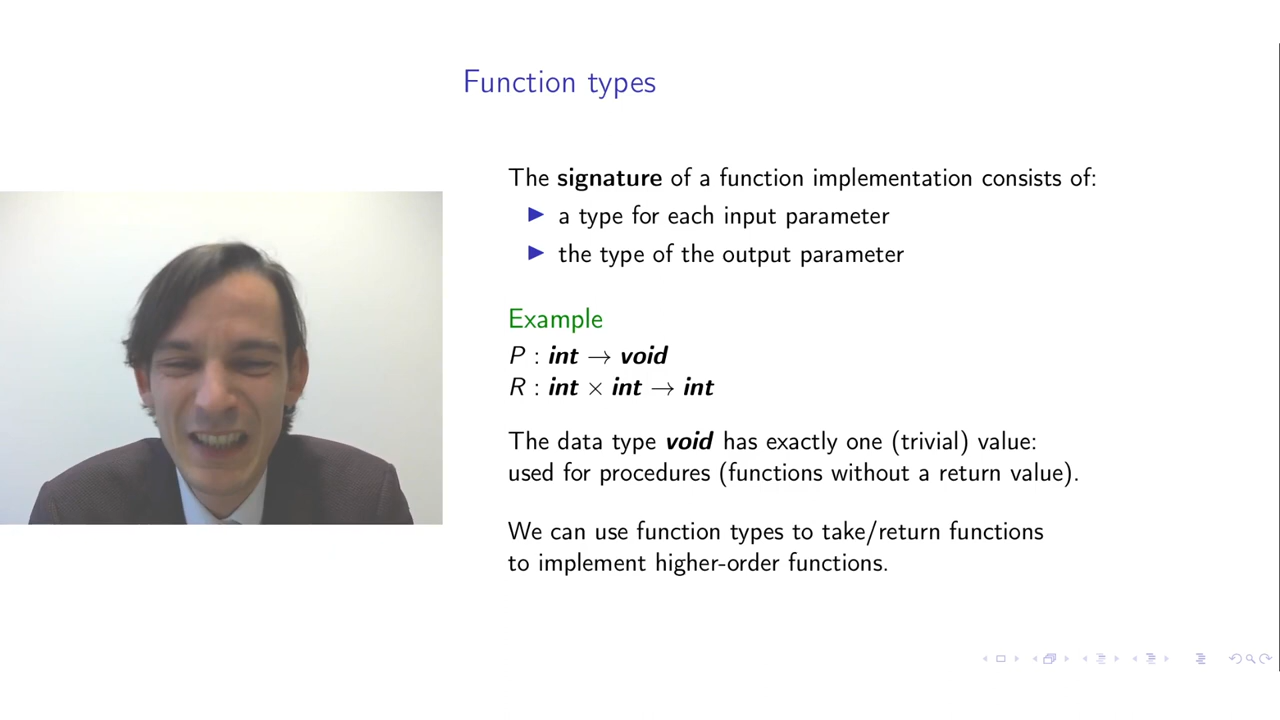 Function types
The signature of a function implementation consists of:
▶ a type for each input parameter
▶ the type of the output parameter
Example
P : int → void
R : int × int → int
The data type void has exactly one (trivial) value:
used for procedures (functions without a return value).
We can use function types to take/return functions
to implement higher-order functions.